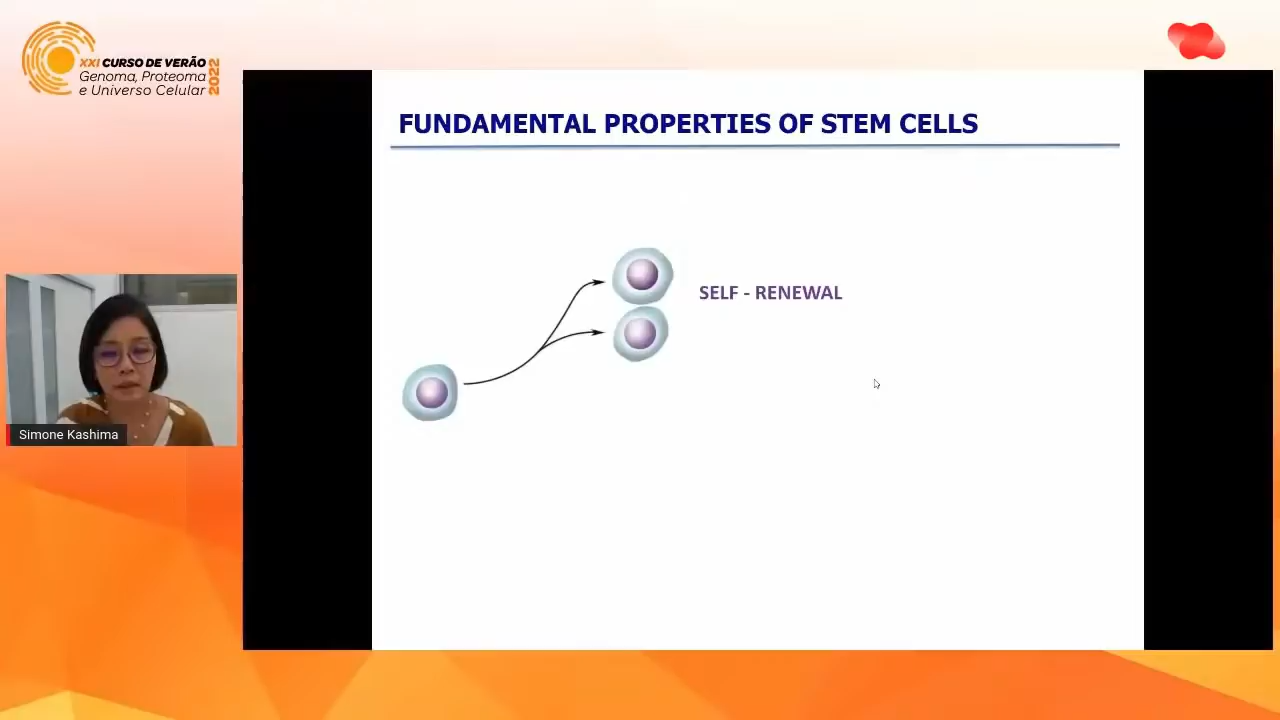 XXI CURSO DE VERÃO
Genoma, Proteoma
e Universo Celular
2022
FUNDAMENTAL PROPERTIES OF STEM CELLS
SELF - RENEWAL
Simone Kashima